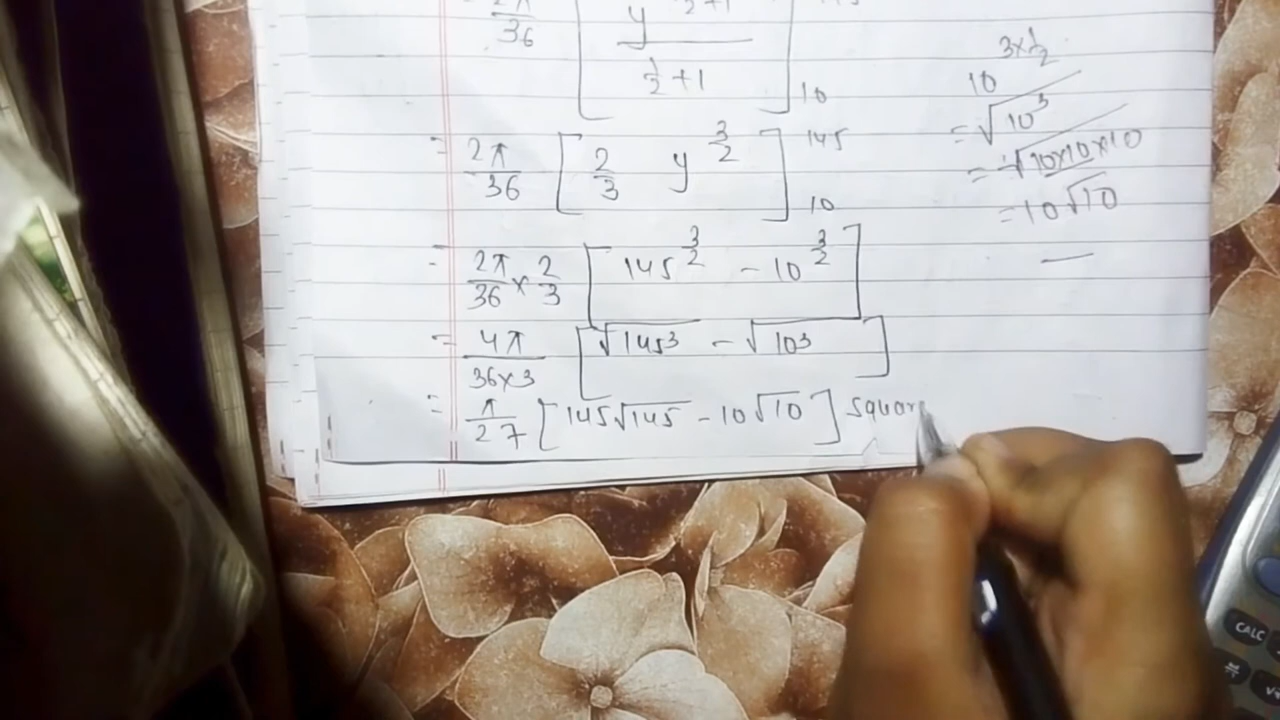 2π/36 [ y^(1/2+1) / (1/2+1) ] 145 10
= 2π/36 [ 2/3 y^(3/2) ] 145 10
= 2π/36 × 2/3 [ 145^(3/2) - 10^(3/2) ]
= 4π/(36×3) [ √145³ - √10³ ]
= π/27 [ 145√145 - 10√10 ] square
10^(3×1/2)
= √10³
= √10×10×10
= 10√10
CALC